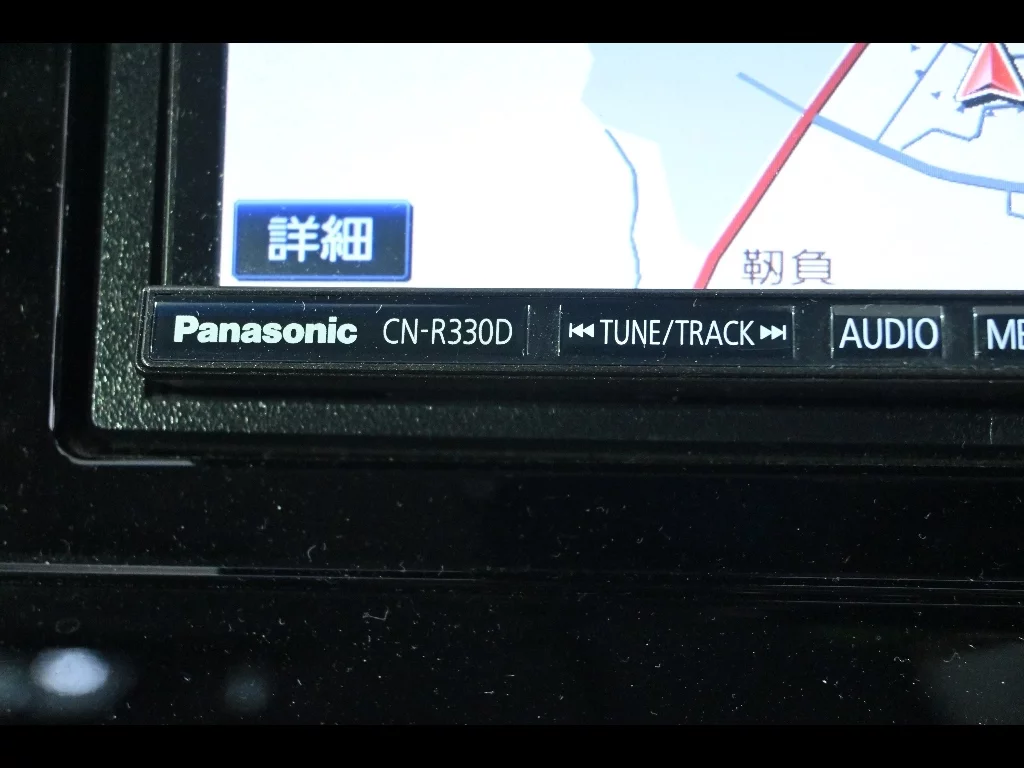 詳細
靭負
Panasonic CN-R330D ⏮ TUNE/TRACK ⏭ AUDIO